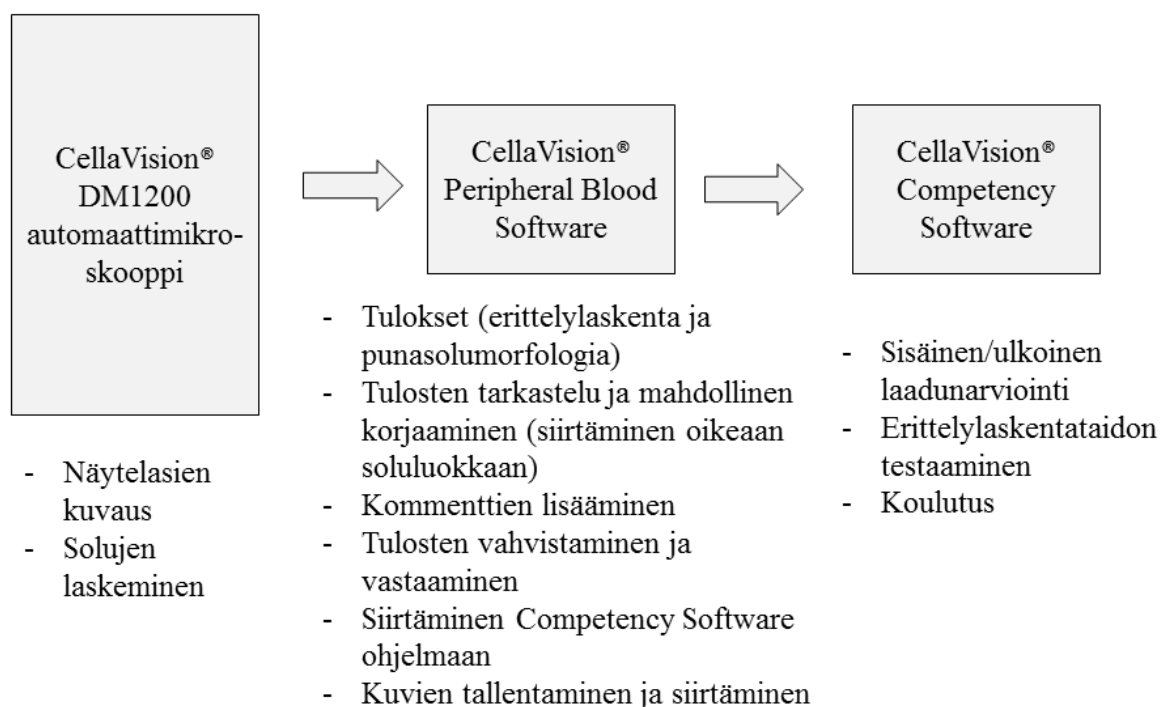 CellaVision®
DM1200
automaattimikro-
skooppi
- Näytelasien
kuvaus
- Solujen
laskeminen
CellaVision®
Peripheral Blood
Software
- Tulokset (erittelylaskenta ja
punasolumorfologia)
- Tulosten tarkastelu ja mahdollinen
korjaaminen (siirtäminen oikeaan
soluluokkaan)
- Kommenttien lisääminen
- Tulosten vahvistaminen ja
vastaaminen
- Siirtäminen Competency Software
ohjelmaan
- Kuvien tallentaminen ja siirtäminen
CellaVision®
Competency
Software
- Sisäinen/ulkoinen
laadunarviointi
- Erittelylaskentataidon
testaaminen
- Koulutus